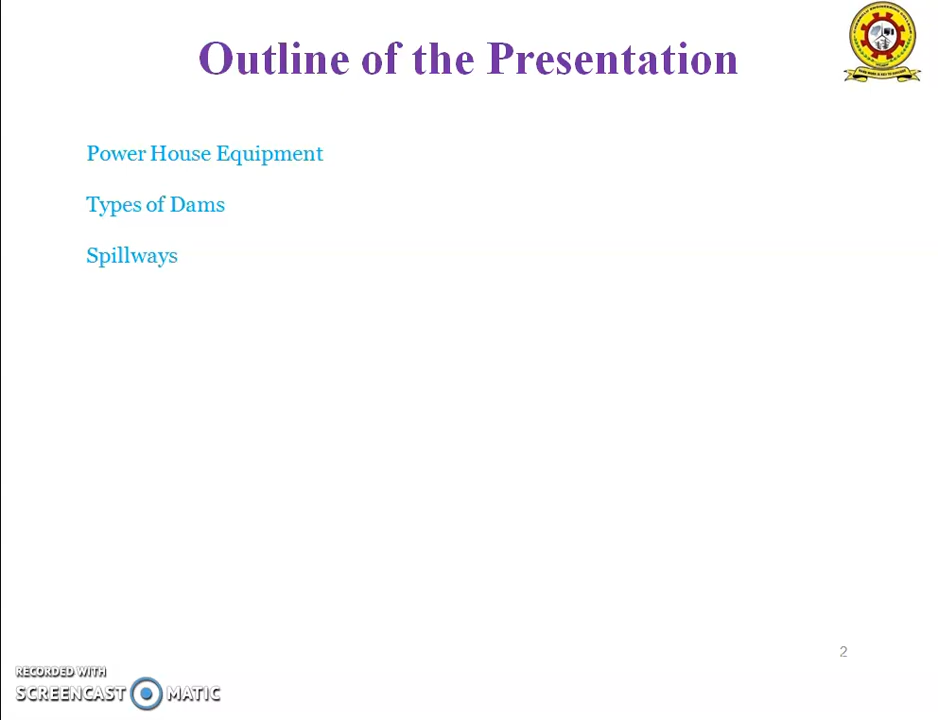 Outline of the Presentation
Power House Equipment
Types of Dams
Spillways
2
RECORDED WITH
SCREENCAST MATIC